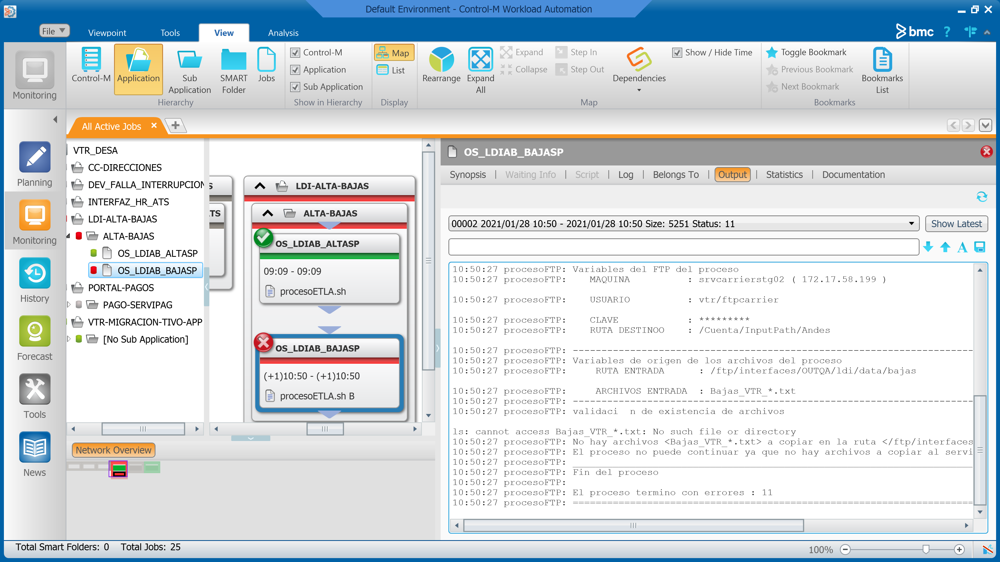 Default Environment - Control-M Workload Automation
File
Viewpoint
Tools
View
Analysis
bmc
Monitoring
Control-M
Application
Sub
Application
SMART
Folder
Jobs
Hierarchy
Control-M
Application
Sub Application
Show in Hierarchy
Map
List
Display
Rearrange
Expand
All
Expand
Collapse
Step In
Step Out
Dependencies
Show / Hide Time
Map
Toggle Bookmark
Previous Bookmark
Next Bookmark
Bookmarks
List
Bookmarks
All Active Jobs
Planning
Monitoring
History
Forecast
Tools
News
VTR_DESA
CC-DIRECCIONES
DEV_FALLA_INTERRUPCION
INTERFAZ_HR_ATS
LDI-ALTA-BAJAS
ALTA-BAJAS
OS_LDIAB_ALTASP
OS_LDIAB_BAJASP
PORTAL-PAGOS
PAGO-SERVIPAG
VTR-MIGRACION-TIVO-APP
[No Sub Application]
S
TS
LDI-ALTA-BAJAS
ALTA-BAJAS
OS_LDIAB_ALTASP
09:09 - 09:09
procesoETLA.sh
OS_LDIAB_BAJASP
(+1)10:50 - (+1)10:50
procesoETLA.sh B
Network Overview
OS_LDIAB_BAJASP
Synopsis | Waiting Info | Script | Log | Belongs To | Output | Statistics | Documentation
00002 2021/01/28 10:50 - 2021/01/28 10:50 Size: 5251 Status: 11
Show Latest
10:50:27 procesoFTP: Variables del FTP del proceso
10:50:27 procesoFTP: MAQUINA : srvcarrierstg02 ( 172.17.58.199 )
10:50:27 procesoFTP: USUARIO : vtr/ftpcarrier
10:50:27 procesoFTP: CLAVE : *********
10:50:27 procesoFTP: RUTA DESTINOO : /Cuenta/InputPath/Andes
10:50:27 procesoFTP: ----------------------------------------------------------------------
10:50:27 procesoFTP: Variables de origen de los archivos del proceso
10:50:27 procesoFTP: RUTA ENTRADA : /ftp/interfaces/OUTQA/ldi/data/bajas
10:50:27 procesoFTP: ARCHIVOS ENTRADA : Bajas_VTR_*.txt
10:50:27 procesoFTP: ----------------------------------------------------------------------
10:50:27 procesoFTP: validaci n de existencia de archivos
ls: cannot access Bajas_VTR_*.txt: No such file or directory
10:50:27 procesoFTP: No hay archivos <Bajas_VTR_*.txt> a copiar en la ruta </ftp/interfaces
10:50:27 procesoFTP: El proceso no puede continuar ya que no hay archivos a copiar al servi
10:50:27 procesoFTP: ______________________________________________________________________
10:50:27 procesoFTP: Fin del proceso
10:50:27 procesoFTP:
10:50:27 procesoFTP: El proceso termino con errores : 11
10:50:27 procesoFTP: ======================================================================
Total Smart Folders: 0 Total Jobs: 25
100%